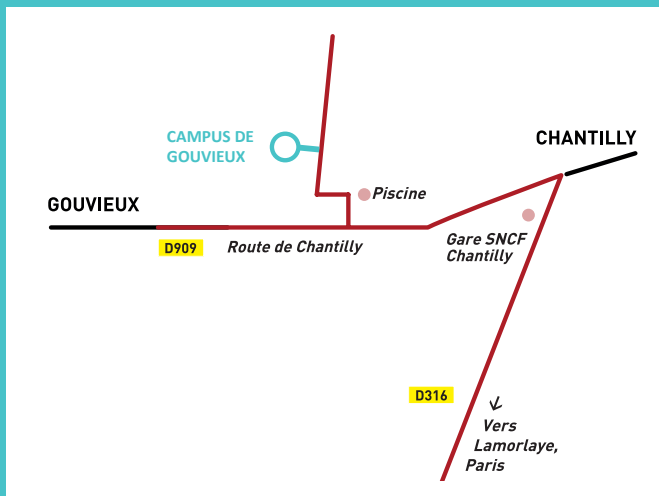 CAMPUS DE
GOUVIEUX
CHANTILLY
Piscine
GOUVIEUX
D909
Route de Chantilly
Gare SNCF
Chantilly
D316
Vers
Lamorlaye,
Paris